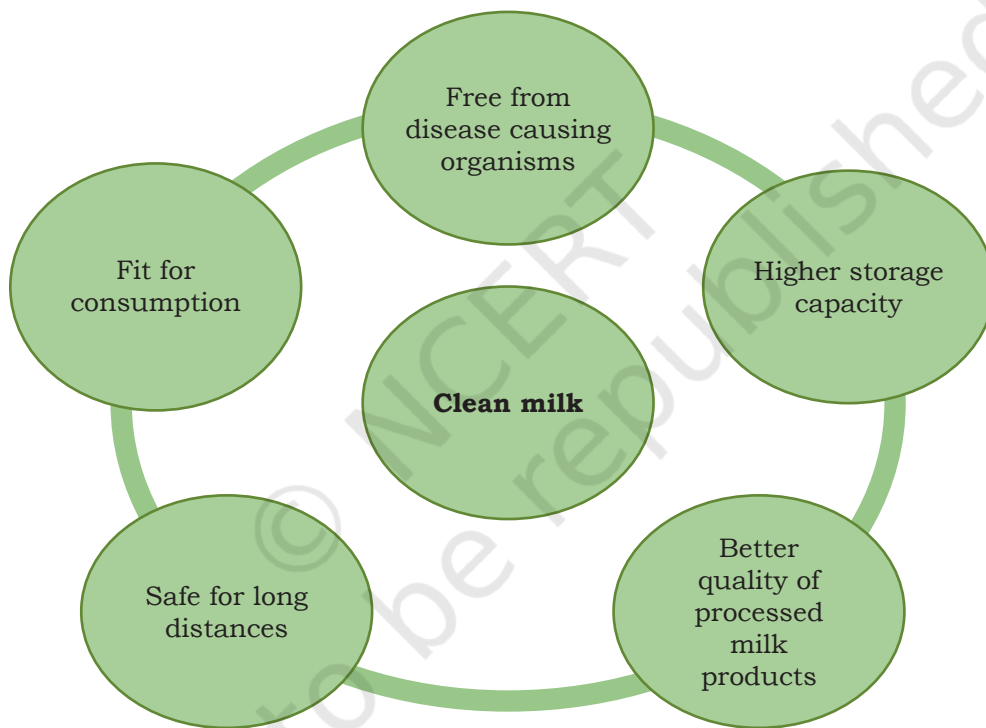 Free from
disease causing
organisms
Higher storage
capacity
Better
quality of
processed
milk
products
Safe for long
distances
Fit for
consumption
Clean milk
© NCERT
to be republished